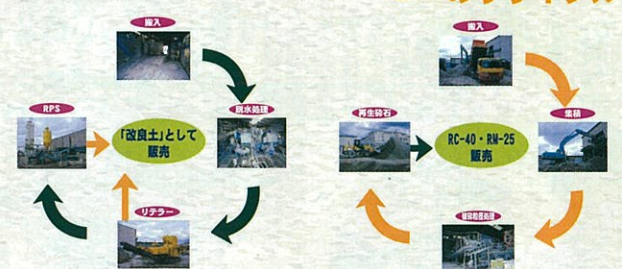 搬入
RPS
脱水処理
「改良土」として
販売
リテラー
搬入
再生砕石
RC-40・RM-25
販売
集積
破砕粒度処理